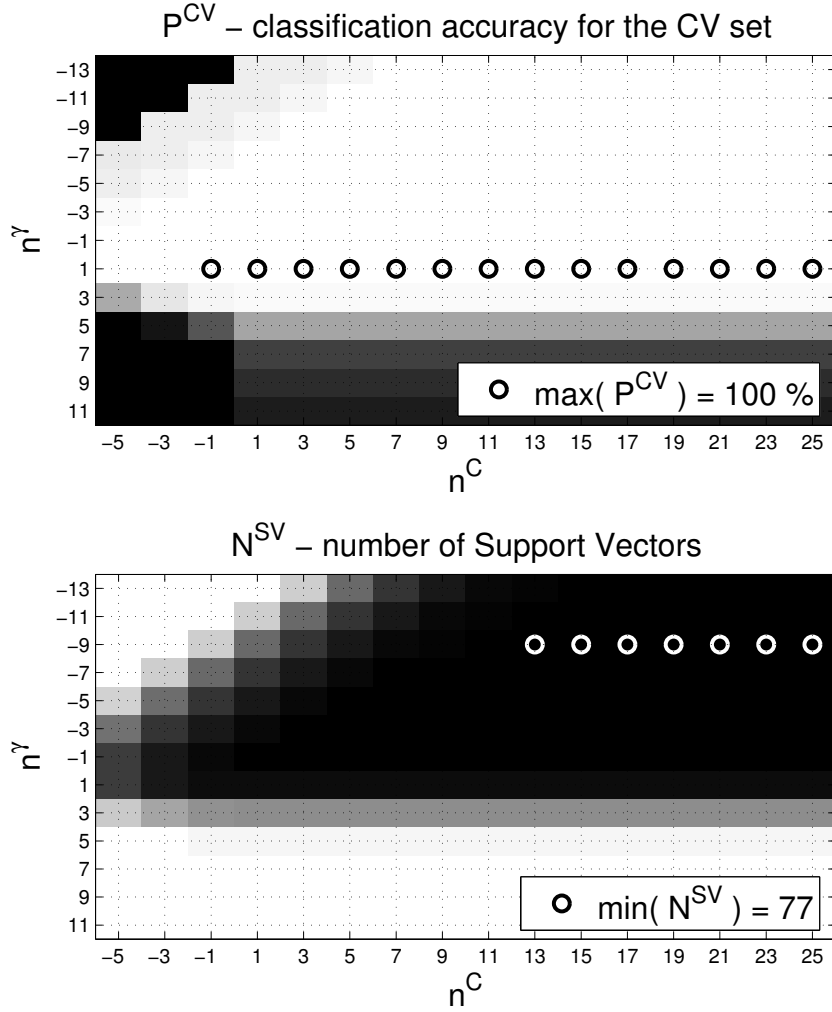 P^CV – classification accuracy for the CV set
n^γ
-13
-11
-9
-7
-5
-3
-1
1
3
5
7
9
11
max( P^CV ) = 100 %
-5 -3 -1 1 3 5 7 9 11 13 15 17 19 21 23 25
n^C
N^SV – number of Support Vectors
n^γ
-13
-11
-9
-7
-5
-3
-1
1
3
5
7
9
11
min( N^SV ) = 77
-5 -3 -1 1 3 5 7 9 11 13 15 17 19 21 23 25
n^C